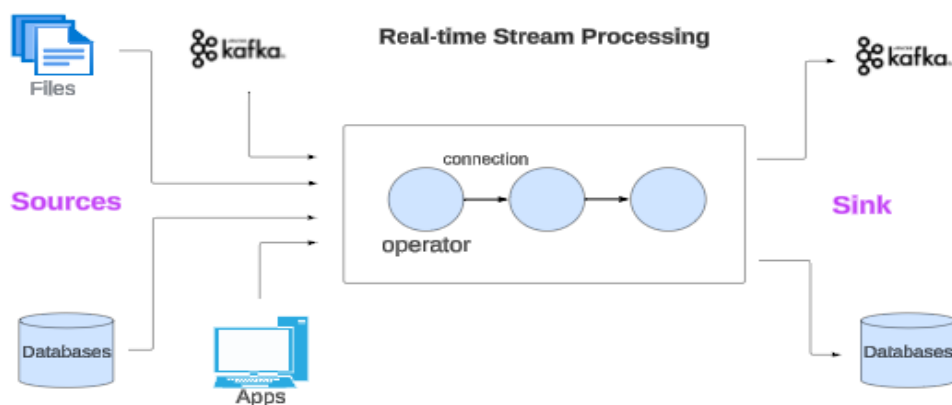 Real-time Stream Processing
kafka
kafka
Files
connection
Sources
Sink
operator
Databases
Databases
Apps